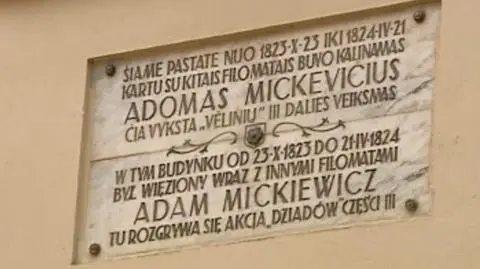 ŠIAME PASTATE NUO 1823-X-23 IKI 1824-IV-21
KARTU SU KITAIS FILOMATAIS BUVO KALINAMAS
ADOMAS MICKEVIČIUS
ČIA VYKSTA „VĖLINIŲ" III DALIES VEIKSMAS
W TYM BUDYNKU OD 23-X-1823 DO 21-IV-1824
BYŁ WIĘZIONY WRAZ Z INNYMI FILOMATAMI
ADAM MICKIEWICZ
TU ROZGRYWA SIĘ AKCJA „DZIADÓW" CZĘŚCI III